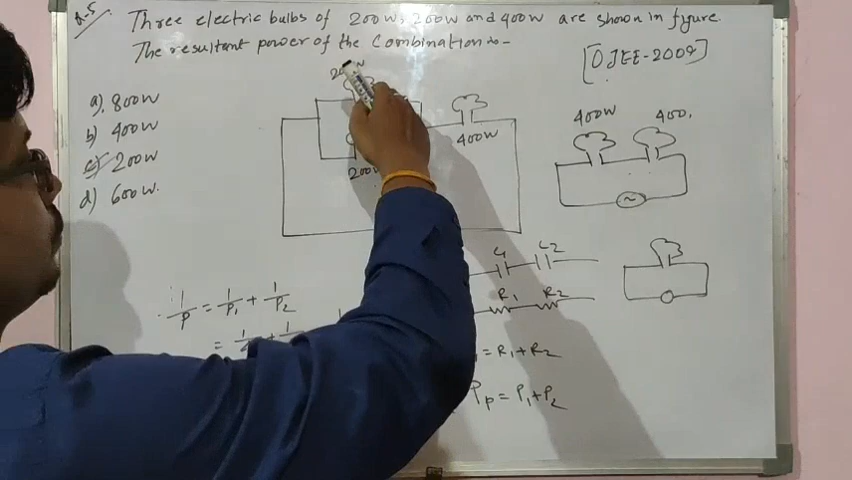 Q-5 Three electric bulbs of 200W, 200W and 400W are shown in figure.
The resultant power of the Combination is-
[OJEE-2009]
a). 800W
b) 400W
c) 200W
d) 600W.
400W
400W
400.
C1 C2
R1 R2
1/P = 1/P1 + 1/P2
=
= R1+R2
Pp = P1+P2